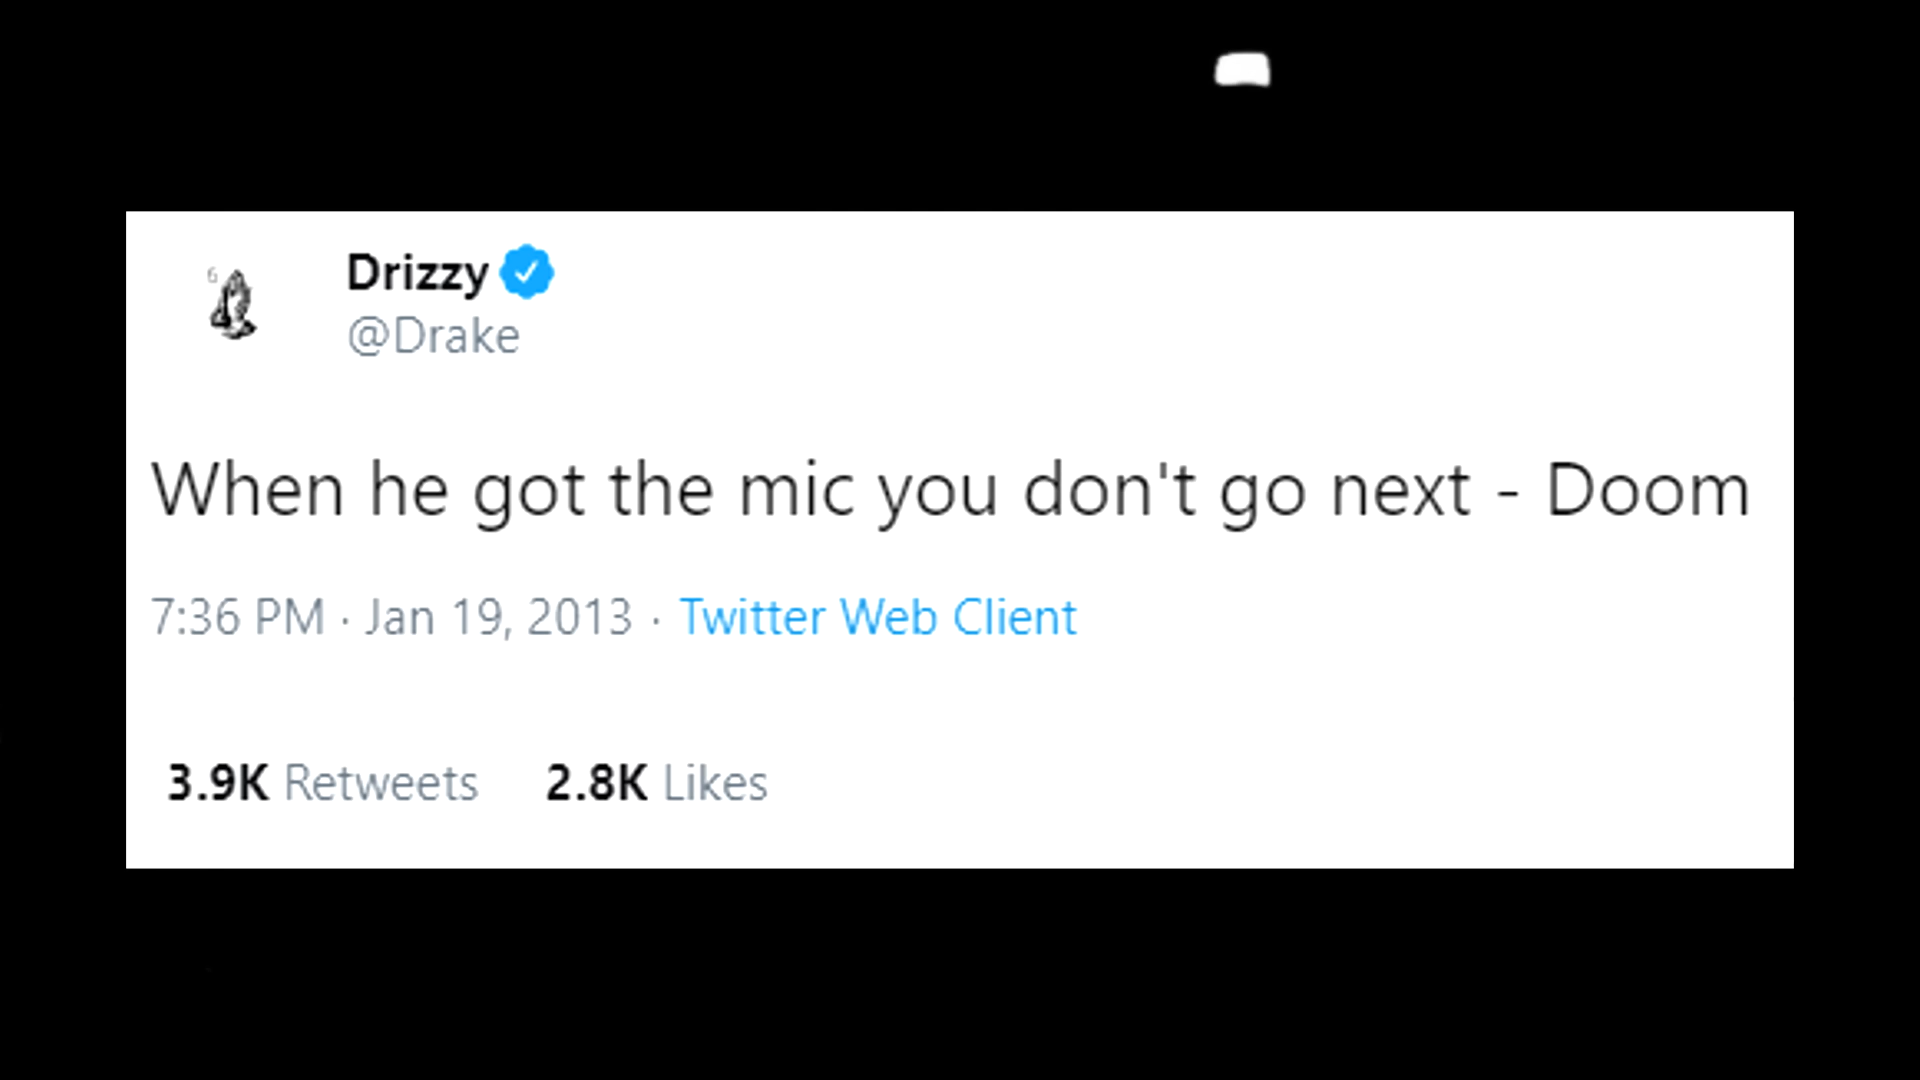 6
Drizzy
@Drake
When he got the mic you don't go next - Doom
7:36 PM · Jan 19, 2013 · Twitter Web Client
3.9K Retweets 2.8K Likes